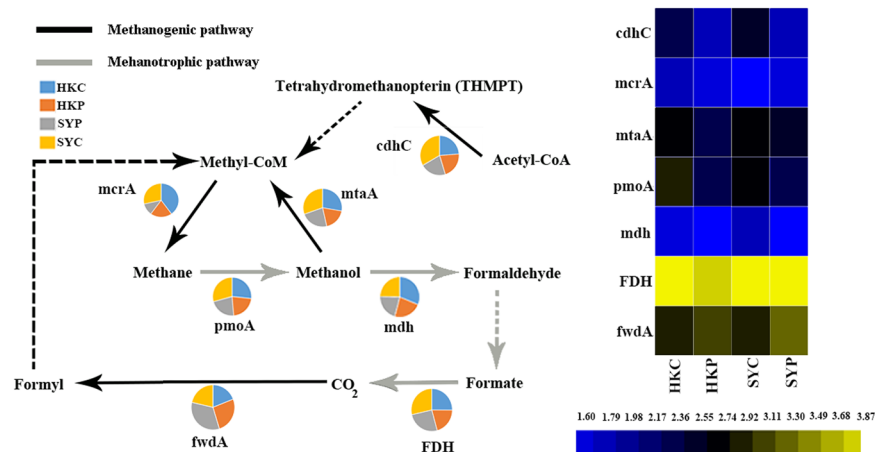 Methanogenic pathway
Mehanotrophic pathway
HKC
HKP
SYP
SYC
Tetrahydromethanopterin (THMPT)
cdhC
Acetyl-CoA
Methyl-CoM
mcrA
mtaA
Methane
Methanol
Formaldehyde
pmoA
mdh
Formyl
CO2
Formate
fwdA
FDH
cdhC
mcrA
mtaA
pmoA
mdh
FDH
fwdA
HKC
HKP
SYC
SYP
1.60 1.79 1.98 2.17 2.36 2.55 2.74 2.92 3.11 3.30 3.49 3.68 3.87